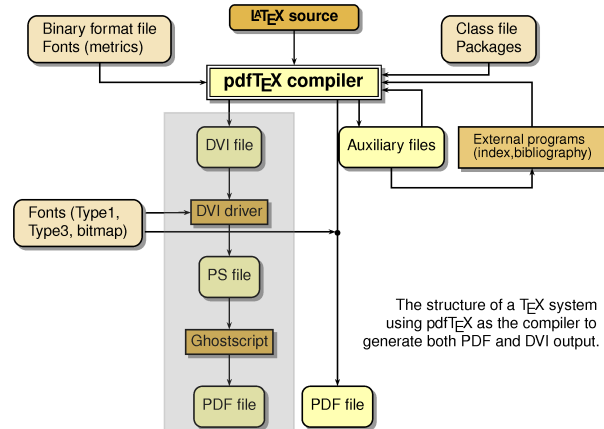 LATEX source
Binary format file
Fonts (metrics)
Class file
Packages
pdfTEX compiler
DVI file
Auxiliary files
External programs
(index,bibliography)
Fonts (Type1,
Type3, bitmap)
DVI driver
PS file
The structure of a TEX system
using pdfTEX as the compiler to
generate both PDF and DVI output.
Ghostscript
PDF file
PDF file